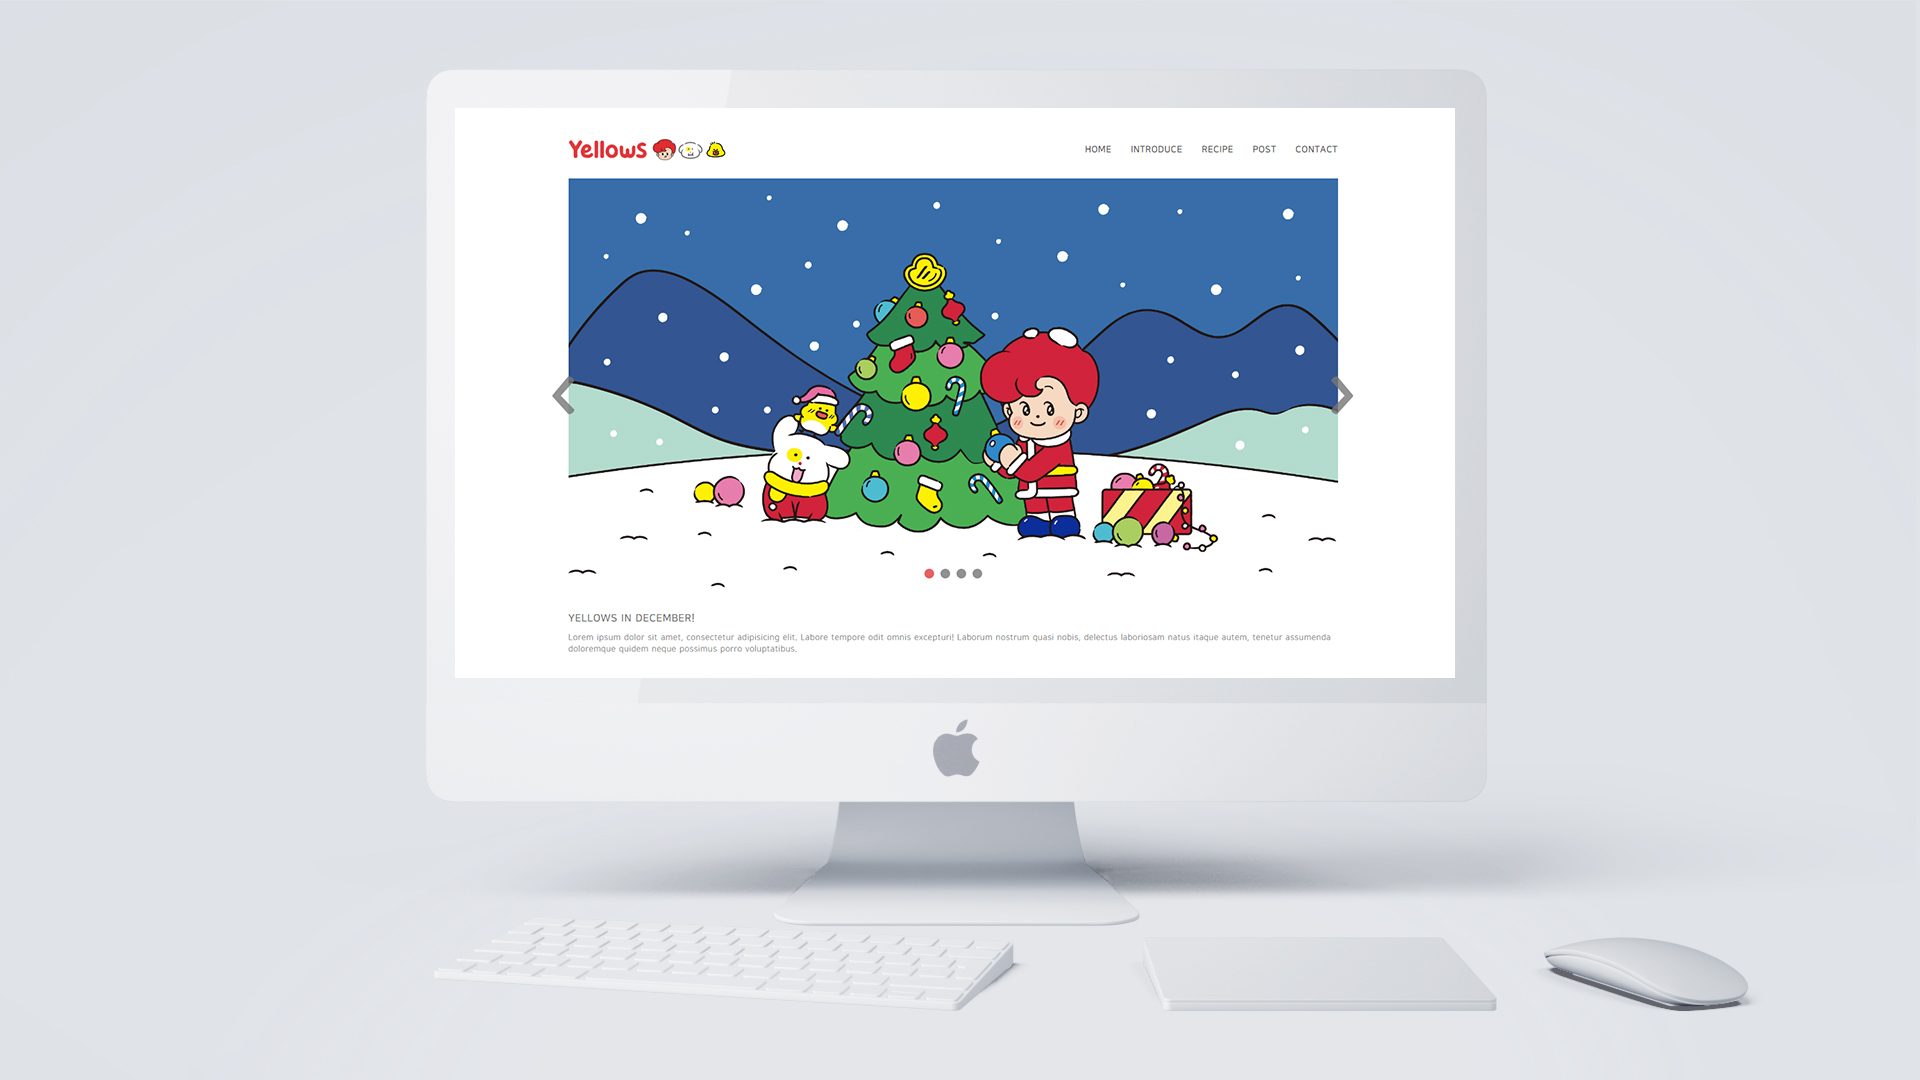 Yellows
HOME INTRODUCE RECIPE POST CONTACT
YELLOWS IN DECEMBER!
Lorem ipsum dolor sit amet, consectetur adipisicing elit. Labore tempore odit omnis excepturi! Laborum nostrum quasi nobis, delectus laboriosam natus itaque autem, tenetur assumenda
doloremque quidem neque possimus porro voluptatibus.